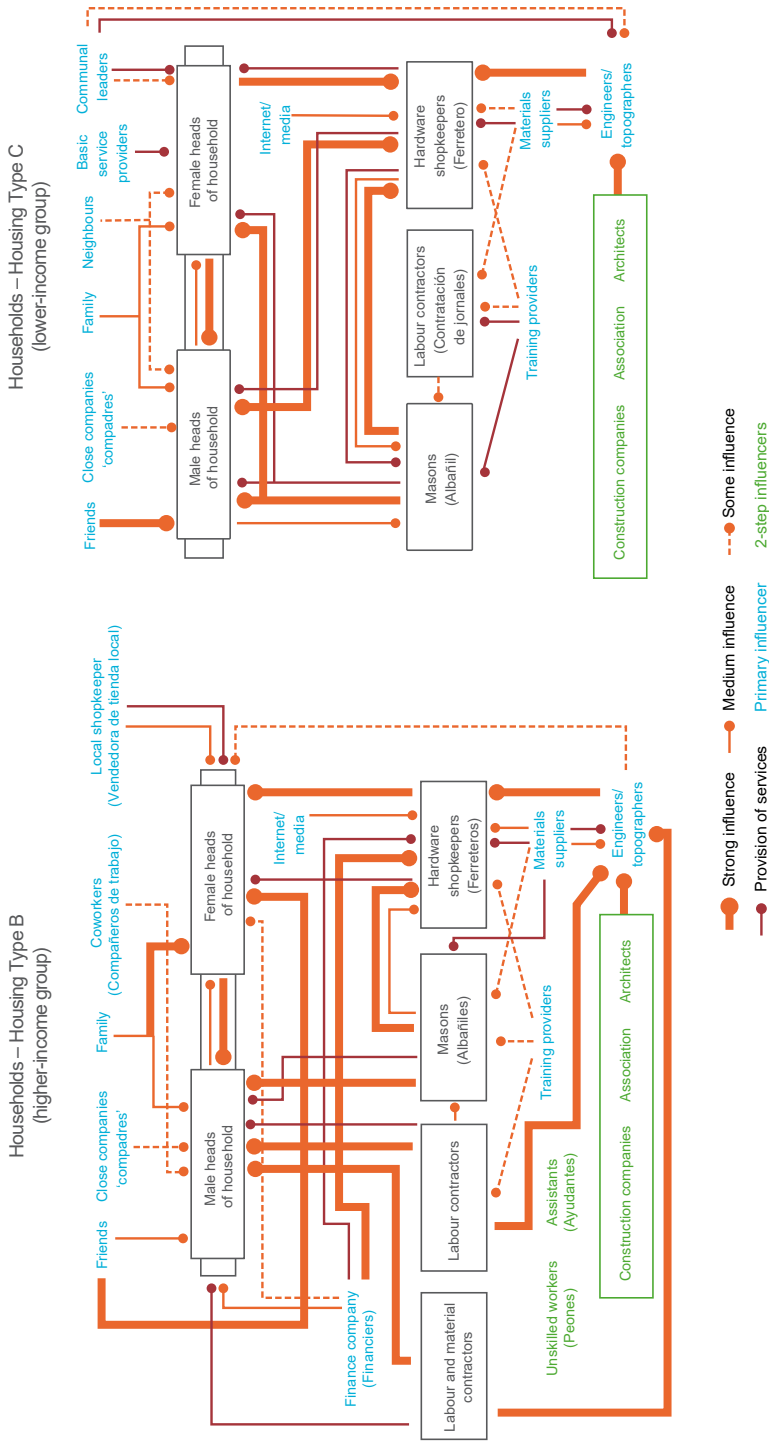 Households – Housing Type B
(higher-income group)
Friends
Close companies
‘compadres’
Family
Coworkers
(Compañeros de trabajo)
Local shopkeeper
(Vendedora de tienda local)
Male heads
of household
Female heads
of household
Finance company
(Financiers)
Internet/
media
Labour and material
contractors
Labour contractors
Masons
(Albañiles)
Hardware
shopkeepers
(Ferreteros)
Training providers
Materials
suppliers
Unskilled workers
(Peones)
Assistants
(Ayudantes)
Engineers/
topographers
Construction companies
Association
Architects
Households – Housing Type C
(lower-income group)
Friends
Close companies
‘compadres’
Family
Neighbours
Basic
service
providers
Communal
leaders
Male heads
of household
Female heads
of household
Internet/
media
Masons
(Albañil)
Labour contractors
(Contratación
de jornales)
Hardware
shopkeepers
(Ferretero)
Training providers
Materials
suppliers
Engineers/
topographers
Construction companies
Association
Architects
Strong influence
Medium influence
Some influence
Provision of services
Primary influencer
2-step influencers